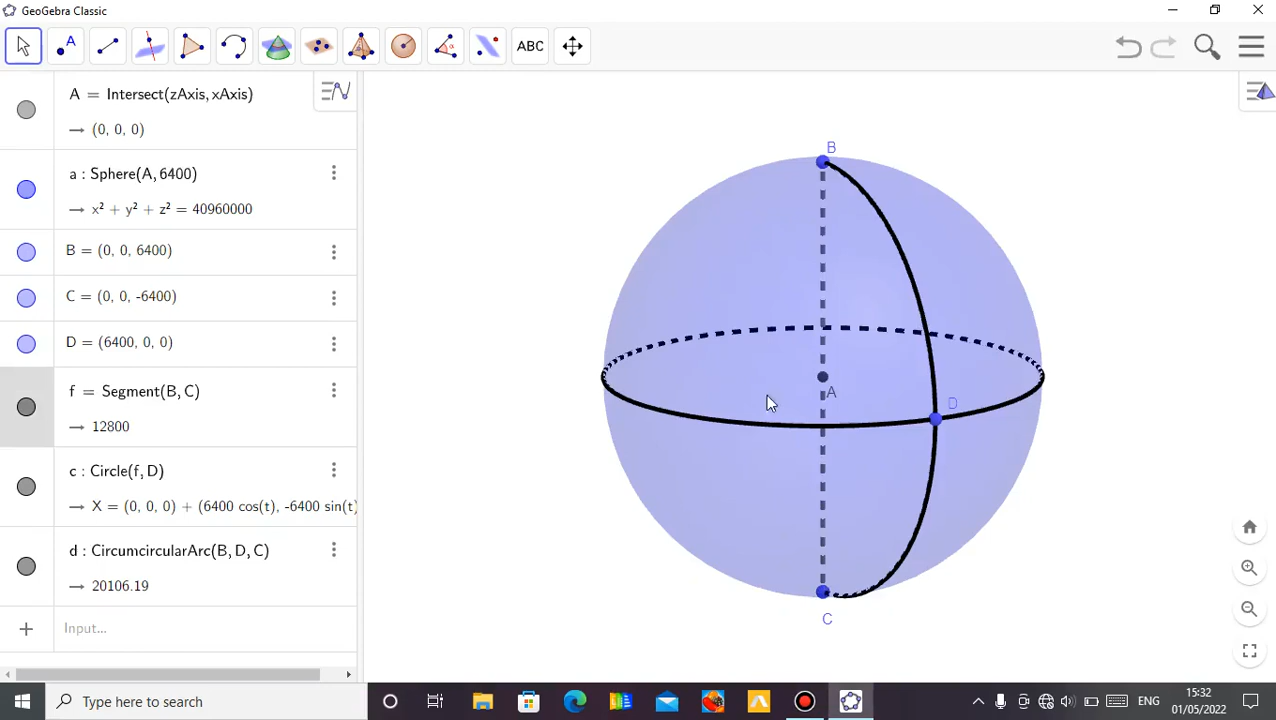 GeoGebra Classic
ABC
A = Intersect(zAxis, xAxis)
→ (0, 0, 0)
a : Sphere(A, 6400)
→ x² + y² + z² = 40960000
B = (0, 0, 6400)
C = (0, 0, -6400)
D = (6400, 0, 0)
f = Segment(B, C)
→ 12800
c : Circle(f, D)
→ X = (0, 0, 0) + (6400 cos(t), -6400 sin(t)
d : CircumcircularArc(B, D, C)
→ 20106.19
Input...
B
A
D
C
Type here to search
ENG
15:32
01/05/2022